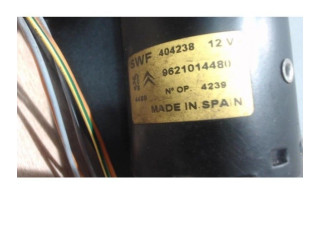 SWF 404238 12 V
9621014480
Nº OP. 4239
MADE IN SPAIN